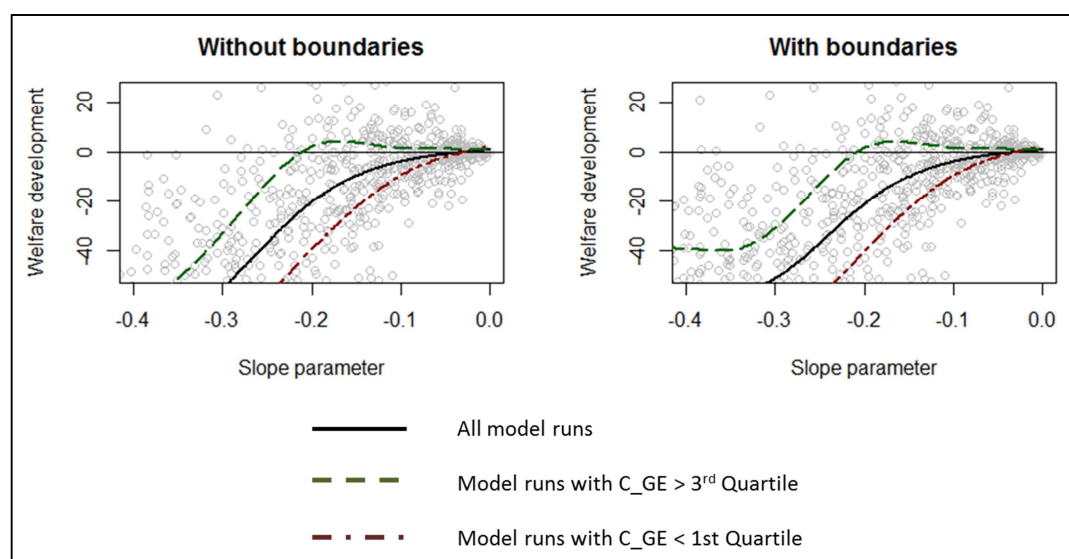 Without boundaries
With boundaries
Welfare development
20
0
-20
-40
-0.4 -0.3 -0.2 -0.1 0.0
Slope parameter
Welfare development
20
0
-20
-40
-0.4 -0.3 -0.2 -0.1 0.0
Slope parameter
All model runs
Model runs with C_GE > 3rd Quartile
Model runs with C_GE < 1st Quartile